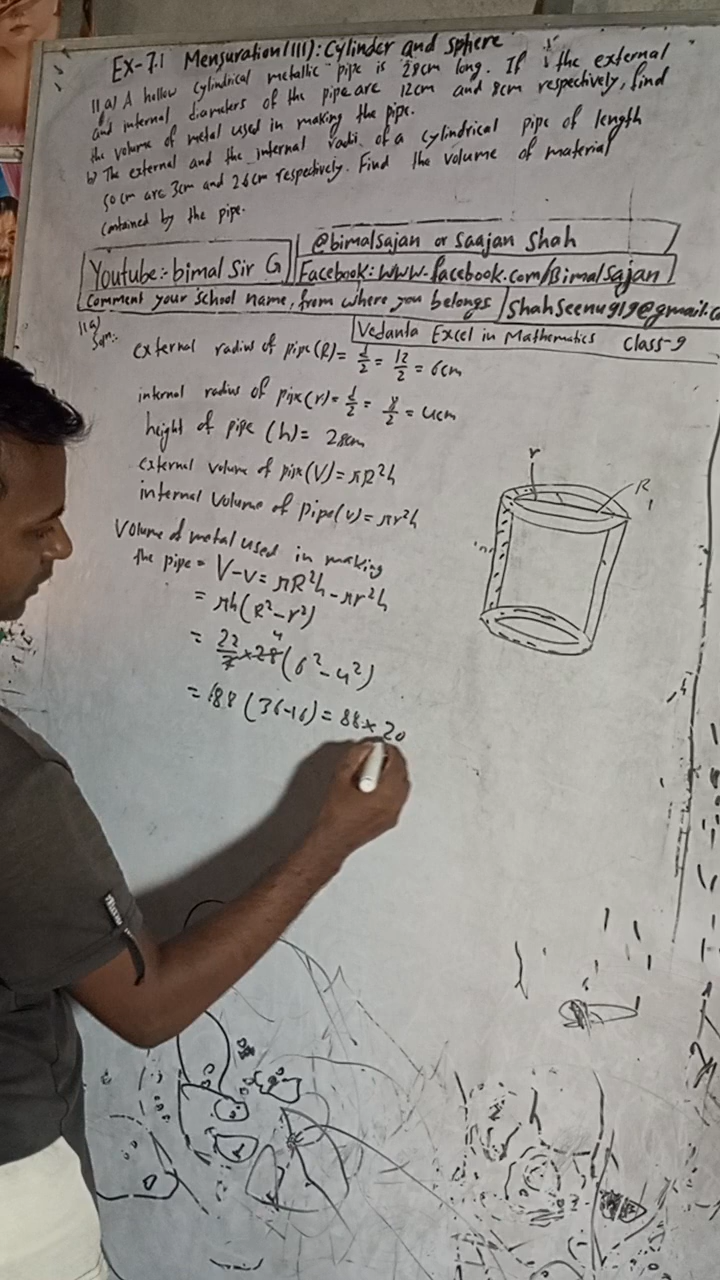 EX-7.1 Mensuration(III): Cylinder and sphere
11.a) A hollow cylindrical metallic pipe is 28cm long. If the external
and internal diameters of the pipe are 12cm and 8cm respectively, find
the volume of metal used in making the pipe.
b) The external and the internal radii of a cylindrical pipe of length
50cm are 3cm and 2.6cm respectively. Find the volume of material
contained by the pipe.
@bimalsajan or Saajan Shah
Youtube:- bimal Sir G
Facebook: WWW.facebook.com/Bimalsajan
Comment your school name, from where you belongs
Shahseenu919@gmail.co
Vedanta Excel in Mathematics Class-9
11a)
Soln:-
external radius of pipe(R) = d/2 = 12/2 = 6cm
internal radius of pipe(r) = d/2 = 8/2 = 4cm
height of pipe (h) = 28cm
external volume of pipe(V) = πR²h
internal volume of pipe(v) = πr²h
Volume of metal used in making
the pipe = V-v = πR²h - πr²h
= πh(R²-r²)
= 22/7 × 28 4 (6²-4²)
= 88 (36-16) = 88 × 20
r
R